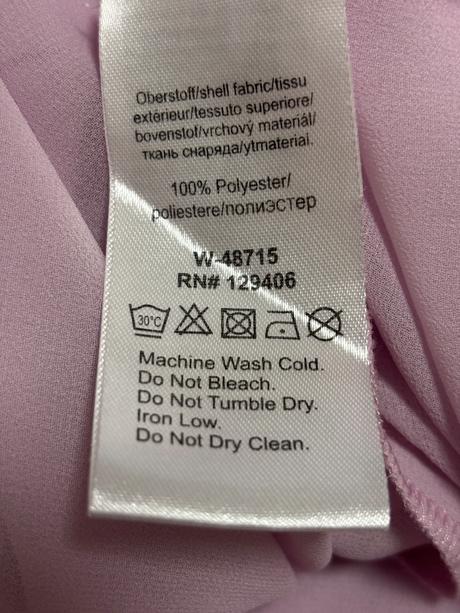 Oberstoff/shell fabric/tissu
extérieur/tessuto superiore/
bovenstof/vrchový materiál/
ткань снаряда/ytmaterial.
100% Polyester/
poliestere/полиэстер
W-48715
RN# 129406
30°C
Machine Wash Cold.
Do Not Bleach.
Do Not Tumble Dry.
Iron Low.
Do Not Dry Clean.